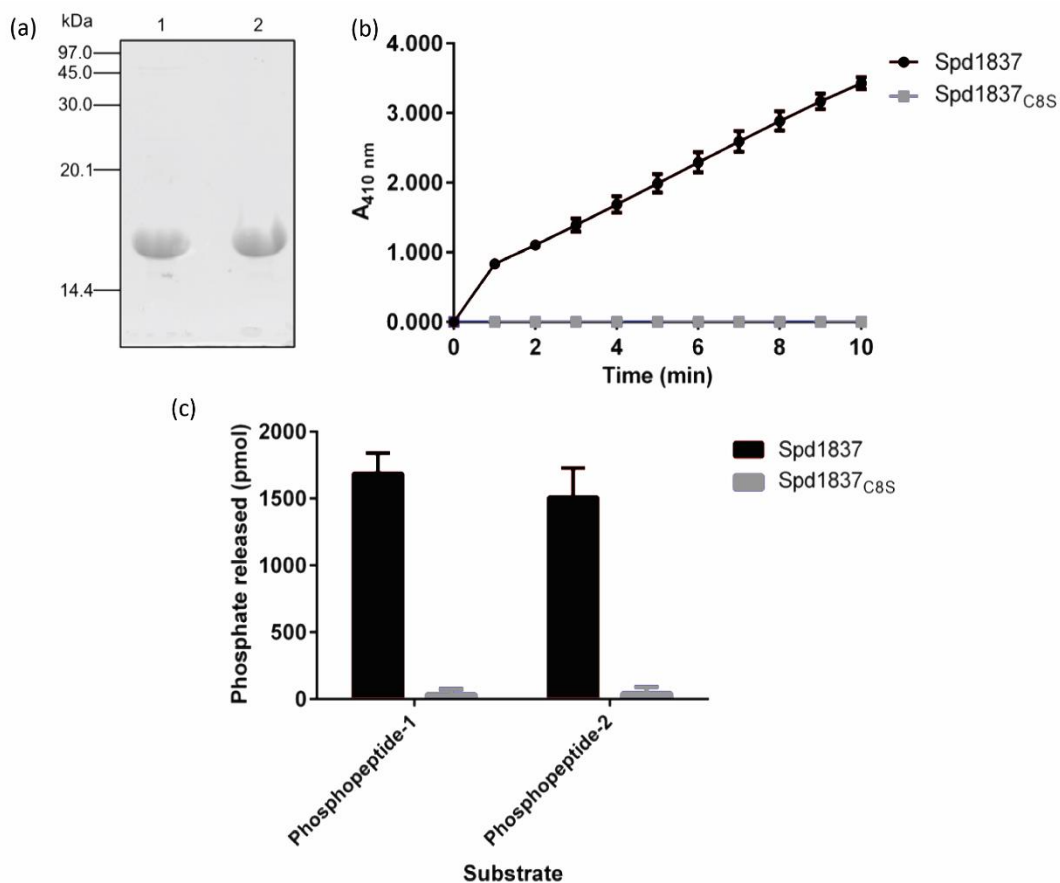 (a)
kDa
1 2
97.0
45.0
30.0
20.1
14.4
(b)
4.000
3.000
2.000
1.000
0.000
0 2 4 6 8 10
A410 nm
Time (min)
Spd1837
Spd1837C8S
(c)
2000
1500
1000
500
0
Phosphate released (pmol)
Phosphopeptide-1
Phosphopeptide-2
Substrate
Spd1837
Spd1837C8S